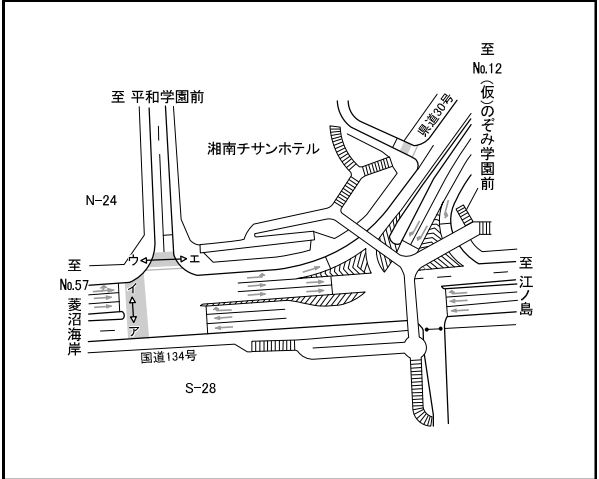 至
No.12
(仮)のぞみ学園前
至 平和学園前
県道30号
湘南チサンホテル
N-24
ウ
エ
至
No.57
菱沼海岸
イ
ア
至
江ノ島
国道134号
S-28